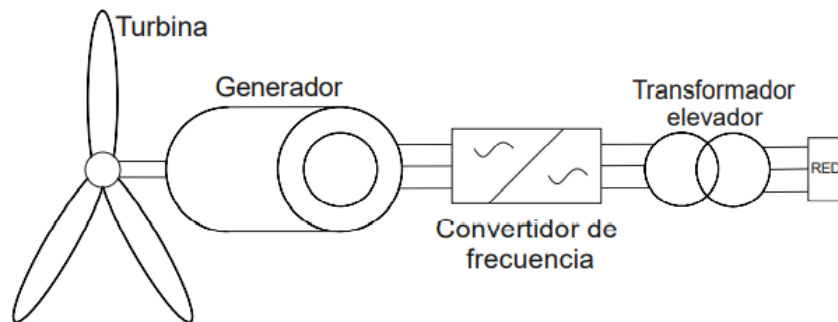 Turbina
Generador
Convertidor de
frecuencia
Transformador
elevador
RED